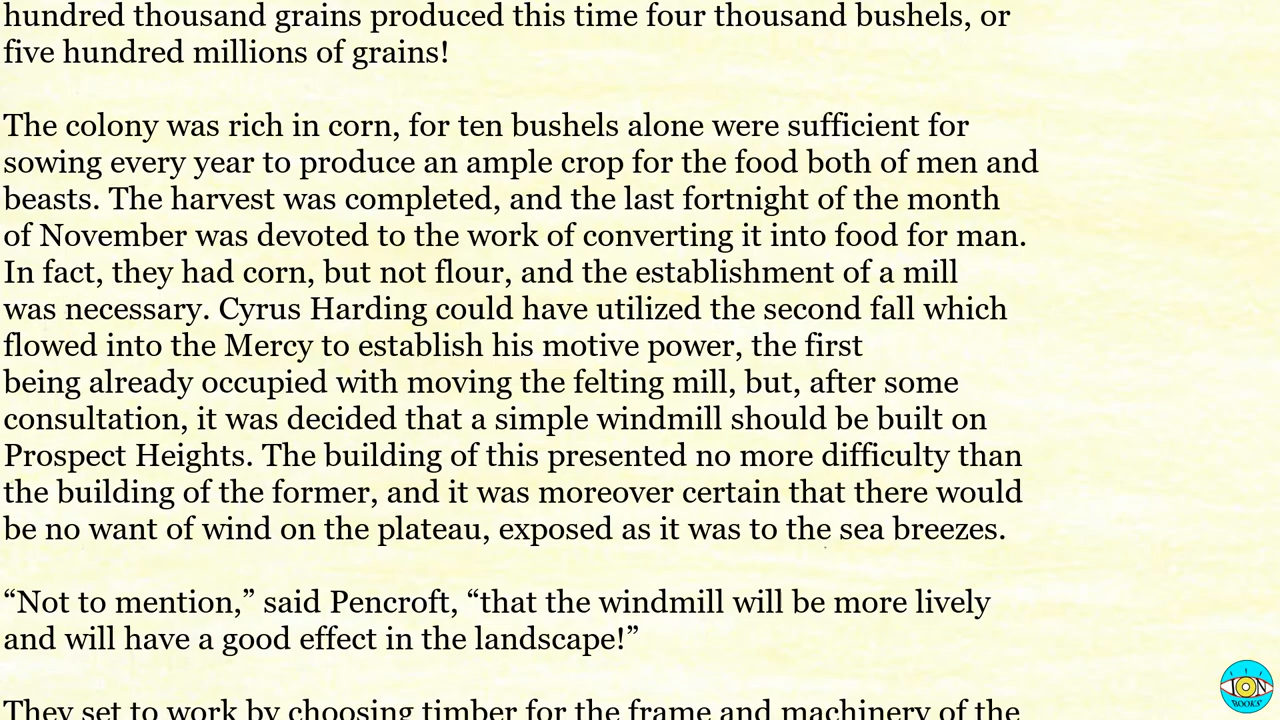 hundred thousand grains produced this time four thousand bushels, or
five hundred millions of grains!
The colony was rich in corn, for ten bushels alone were sufficient for
sowing every year to produce an ample crop for the food both of men and
beasts. The harvest was completed, and the last fortnight of the month
of November was devoted to the work of converting it into food for man.
In fact, they had corn, but not flour, and the establishment of a mill
was necessary. Cyrus Harding could have utilized the second fall which
flowed into the Mercy to establish his motive power, the first
being already occupied with moving the felting mill, but, after some
consultation, it was decided that a simple windmill should be built on
Prospect Heights. The building of this presented no more difficulty than
the building of the former, and it was moreover certain that there would
be no want of wind on the plateau, exposed as it was to the sea breezes.
“Not to mention,” said Pencroft, “that the windmill will be more lively
and will have a good effect in the landscape!”
They set to work by choosing timber for the frame and machinery of the
ION
BOOKS